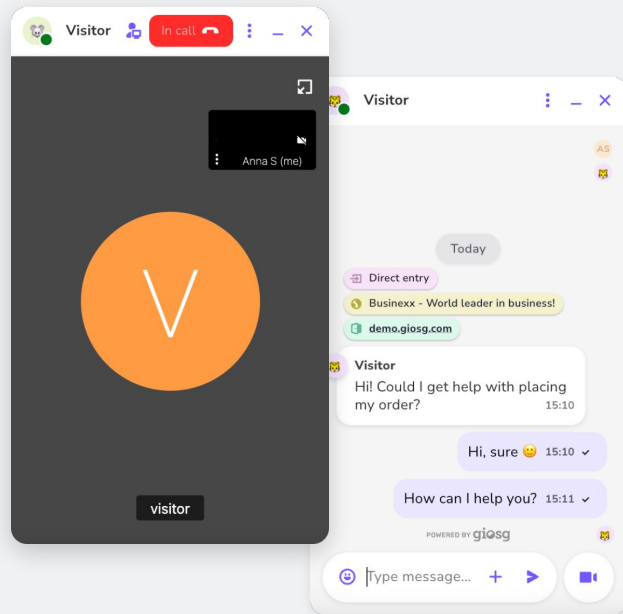 Visitor
In call
Anna S (me)
V
visitor
Visitor
AS
Today
Direct entry
Businexx - World leader in business!
demo.giosg.com
Visitor
Hi! Could I get help with placing
my order?
15:10
Hi, sure 🙂 15:10
How can I help you? 15:11
POWERED BY giosg
Type message...